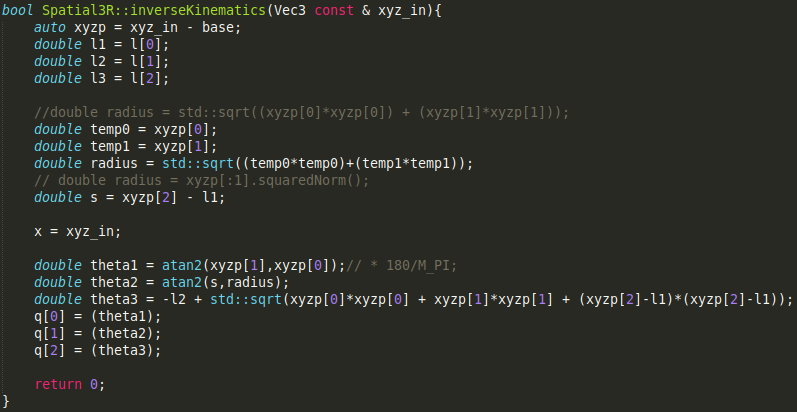 bool Spatial3R::inverseKinematics(Vec3 const & xyz_in){
    auto xyzp = xyz_in - base;
    double l1 = l[0];
    double l2 = l[1];
    double l3 = l[2];

    //double radius = std::sqrt((xyzp[0]*xyzp[0]) + (xyzp[1]*xyzp[1]));
    double temp0 = xyzp[0];
    double temp1 = xyzp[1];
    double radius = std::sqrt((temp0*temp0)+(temp1*temp1));
    // double radius = xyzp[:1].squaredNorm();
    double s = xyzp[2] - l1;

    x = xyz_in;

    double theta1 = atan2(xyzp[1],xyzp[0]);// * 180/M_PI;
    double theta2 = atan2(s,radius);
    double theta3 = -l2 + std::sqrt(xyzp[0]*xyzp[0] + xyzp[1]*xyzp[1] + (xyzp[2]-l1)*(xyzp[2]-l1));
    q[0] = (theta1);
    q[1] = (theta2);
    q[2] = (theta3);

    return 0;
}